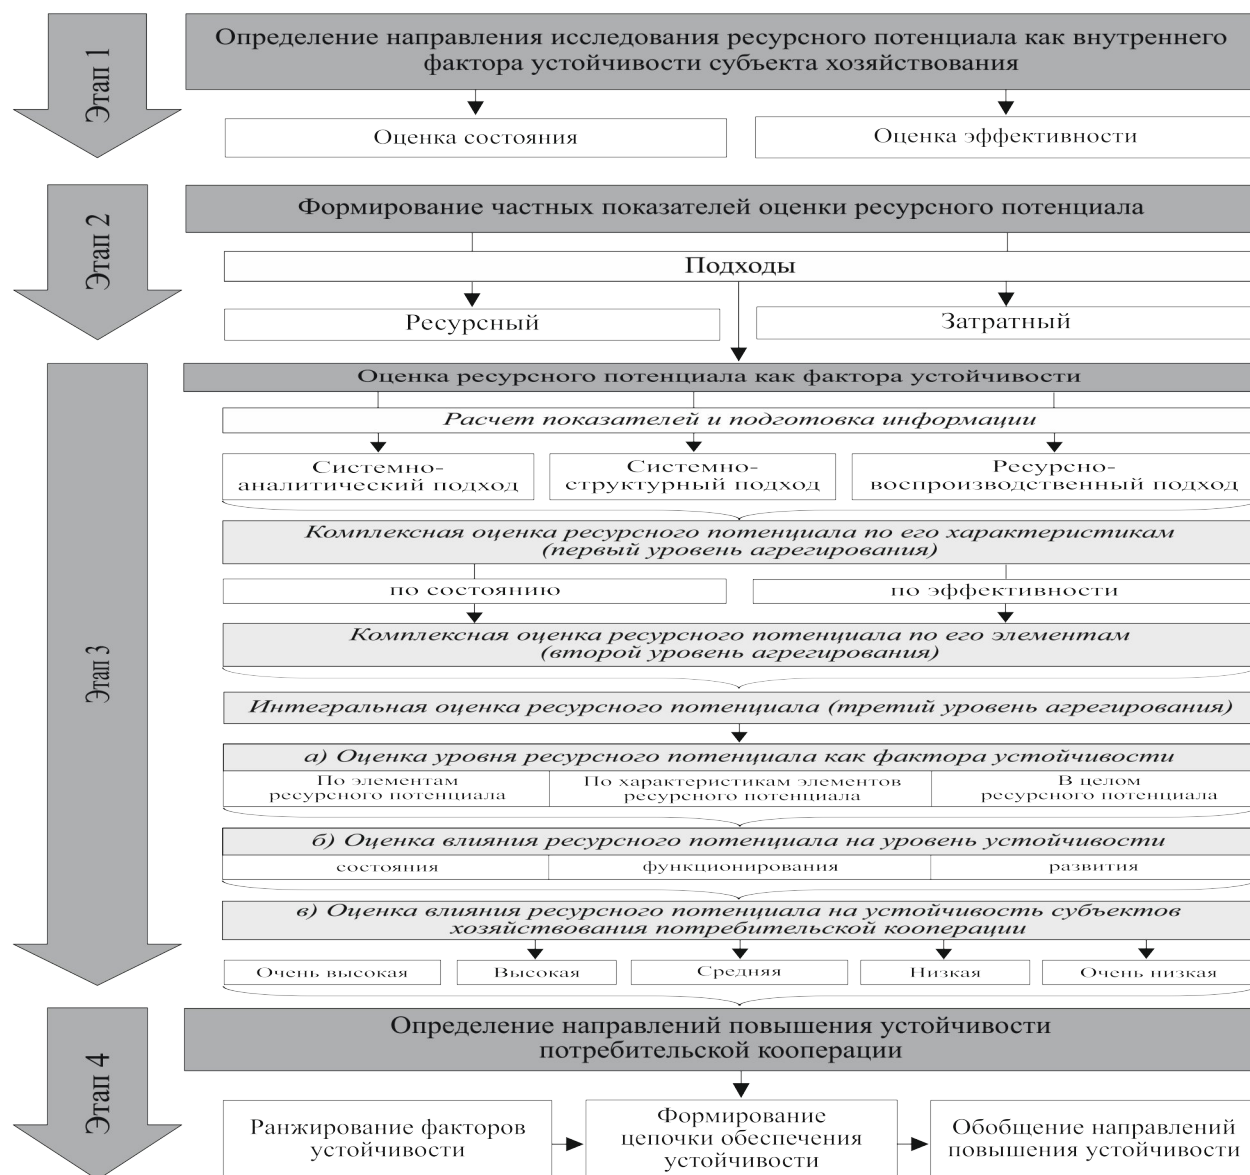 Этап 1
Определение направления исследования ресурсного потенциала как внутреннего
фактора устойчивости субъекта хозяйствования
Оценка состояния
Оценка эффективности
Этап 2
Формирование частных показателей оценки ресурсного потенциала
Подходы
Ресурсный
Затратный
Этап 3
Оценка ресурсного потенциала как фактора устойчивости
Расчет показателей и подготовка информации
Системно-
аналитический подход
Системно-
структурный подход
Ресурсно-
воспроизводственный подход
Комплексная оценка ресурсного потенциала по его характеристикам
(первый уровень агрегирования)
по состоянию
по эффективности
Комплексная оценка ресурсного потенциала по его элементам
(второй уровень агрегирования)
Интегральная оценка ресурсного потенциала (третий уровень агрегирования)
а) Оценка уровня ресурсного потенциала как фактора устойчивости
По элементам
ресурсного потенциала
По характеристикам элементов
ресурсного потенциала
В целом
ресурсного потенциала
б) Оценка влияния ресурсного потенциала на уровень устойчивости
состояния
функционирования
развития
в) Оценка влияния ресурсного потенциала на устойчивость субъектов
хозяйствования потребительской кооперации
Очень высокая
Высокая
Средняя
Низкая
Очень низкая
Этап 4
Определение направлений повышения устойчивости
потребительской кооперации
Ранжирование факторов
устойчивости
Формирование
цепочки обеспечения
устойчивости
Обобщение направлений
повышения устойчивости